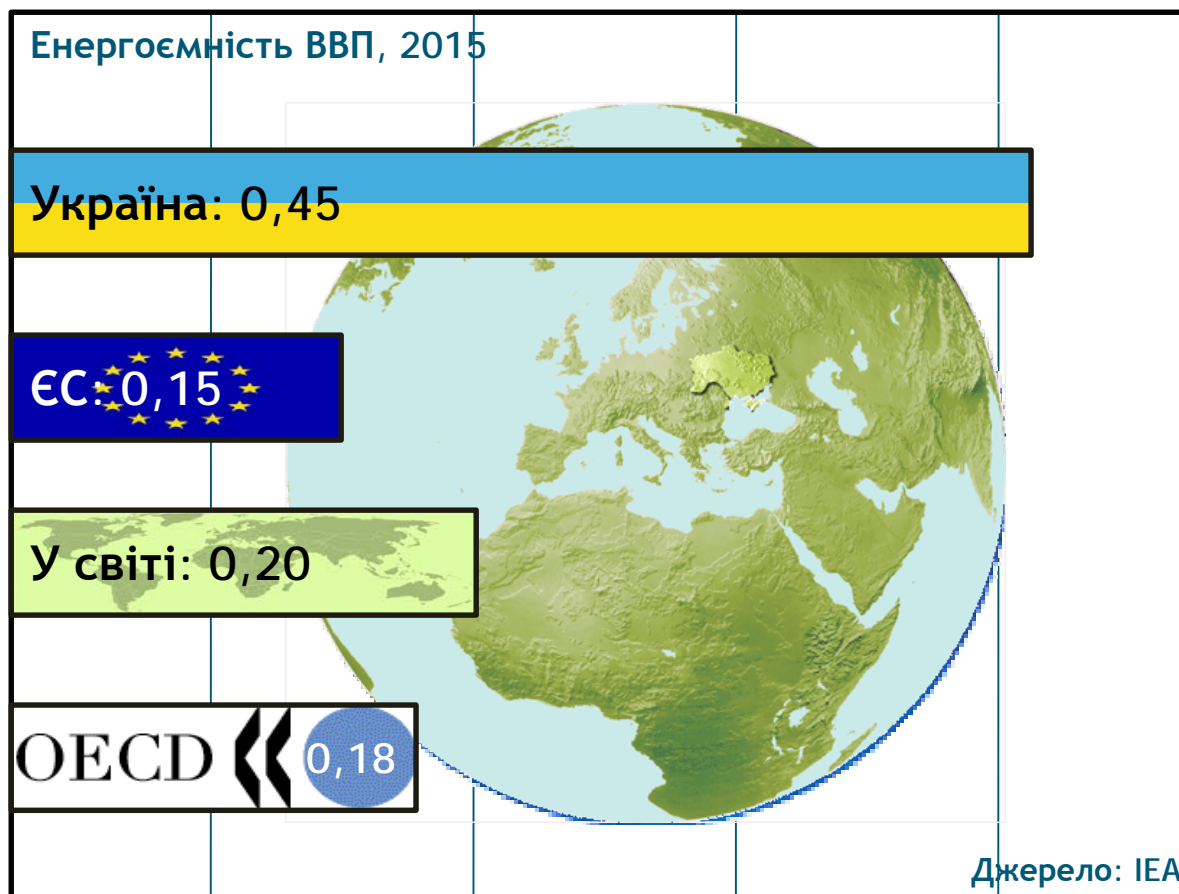 Енергоємність ВВП, 2015
Україна: 0,45
ЄС: 0,15
У світі: 0,20
OECD 0,18
Джерело: IEA